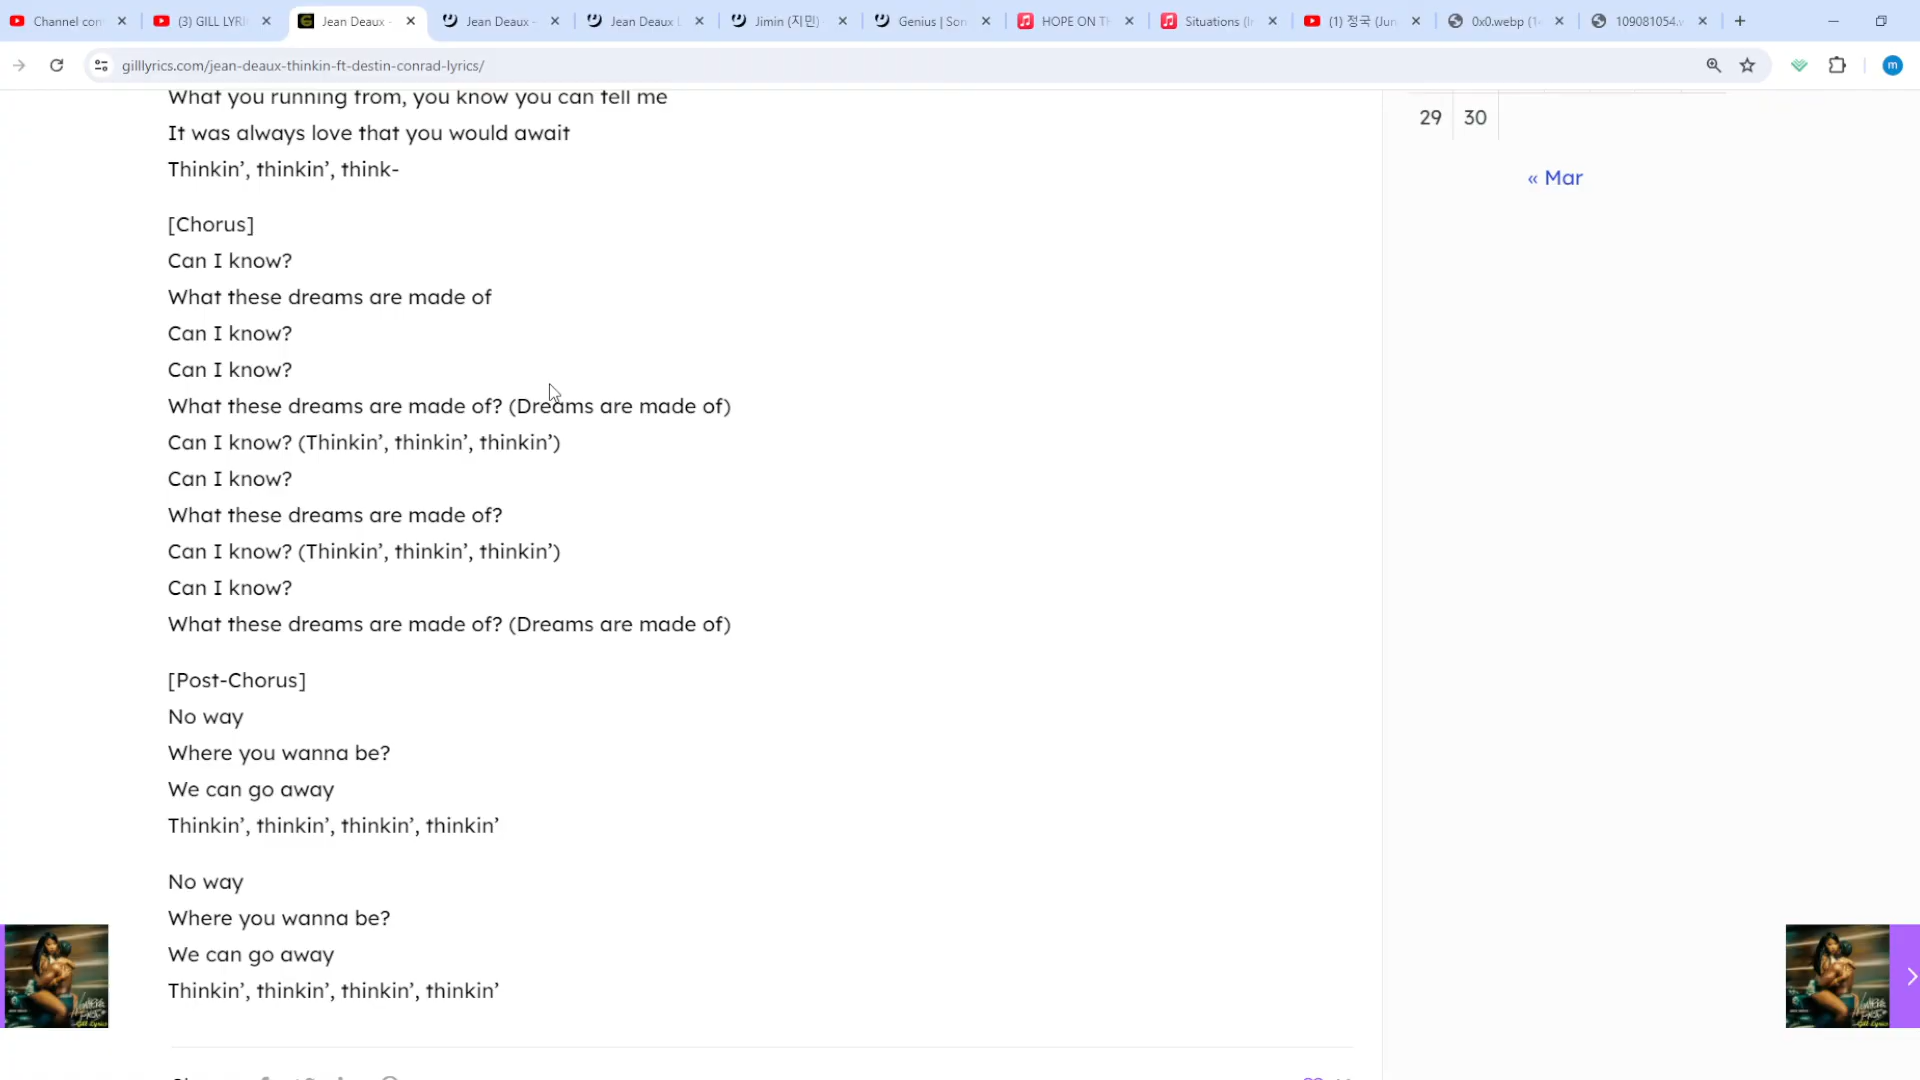 Channel con
(3) GILL LYRI
Jean Deaux -
Jean Deaux -
Jean Deaux L
Jimin (지민)
Genius | Son
HOPE ON TH
Situations (Ir
(1) 정국 (Jun
0x0.webp (1
109081054.w
gilllyrics.com/jean-deaux-thinkin-ft-destin-conrad-lyrics/
m
What you running from, you know you can tell me
It was always love that you would await
Thinkin’, thinkin’, think-
[Chorus]
Can I know?
What these dreams are made of
Can I know?
Can I know?
What these dreams are made of? (Dreams are made of)
Can I know? (Thinkin’, thinkin’, thinkin’)
Can I know?
What these dreams are made of?
Can I know? (Thinkin’, thinkin’, thinkin’)
Can I know?
What these dreams are made of? (Dreams are made of)
[Post-Chorus]
No way
Where you wanna be?
We can go away
Thinkin’, thinkin’, thinkin’, thinkin’
No way
Where you wanna be?
We can go away
Thinkin’, thinkin’, thinkin’, thinkin’
29 30
« Mar